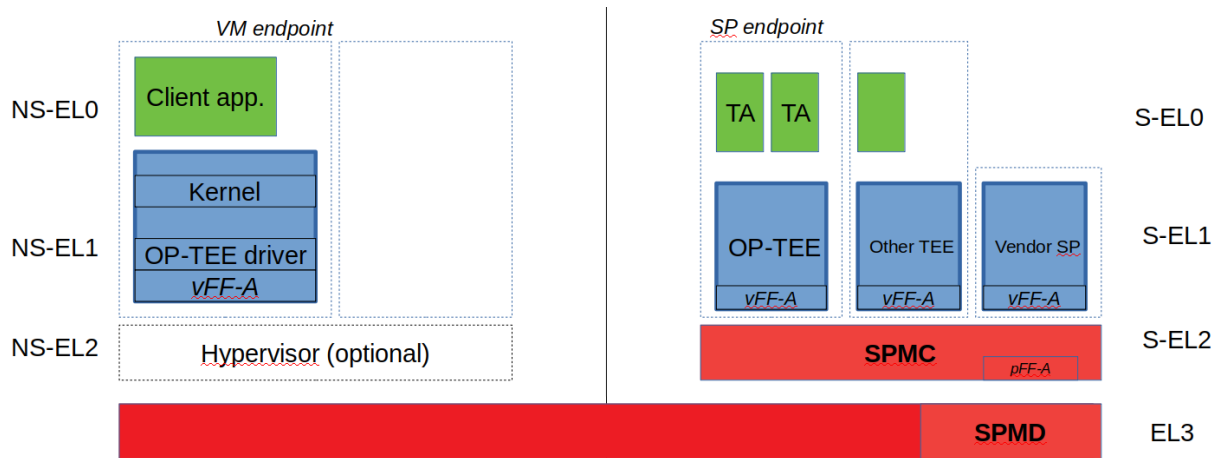 VM endpoint
SP endpoint
NS-EL0
Client app.
TA
TA
S-EL0
Kernel
NS-EL1
OP-TEE driver
vFF-A
OP-TEE
vFF-A
Other TEE
vFF-A
Vendor SP
vFF-A
S-EL1
NS-EL2
Hypervisor (optional)
SPMC
pFF-A
S-EL2
SPMD
EL3